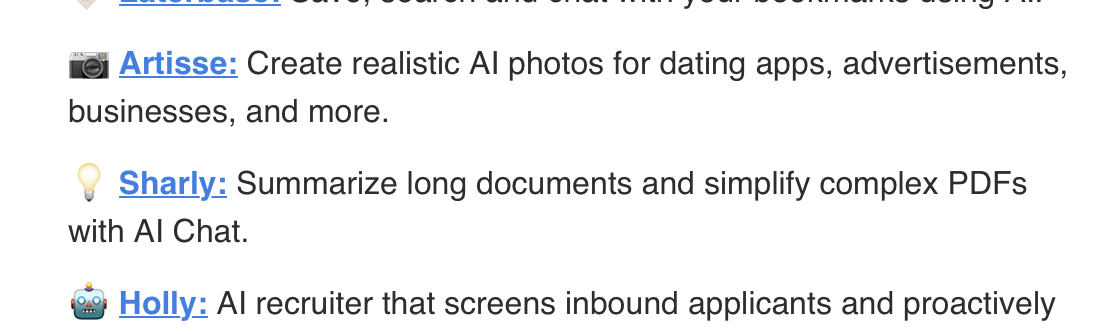 Laterbase: Save, search and chat with your bookmarks using AI.
Artisse: Create realistic AI photos for dating apps, advertisements,
businesses, and more.
Sharly: Summarize long documents and simplify complex PDFs
with AI Chat.
Holly: AI recruiter that screens inbound applicants and proactively